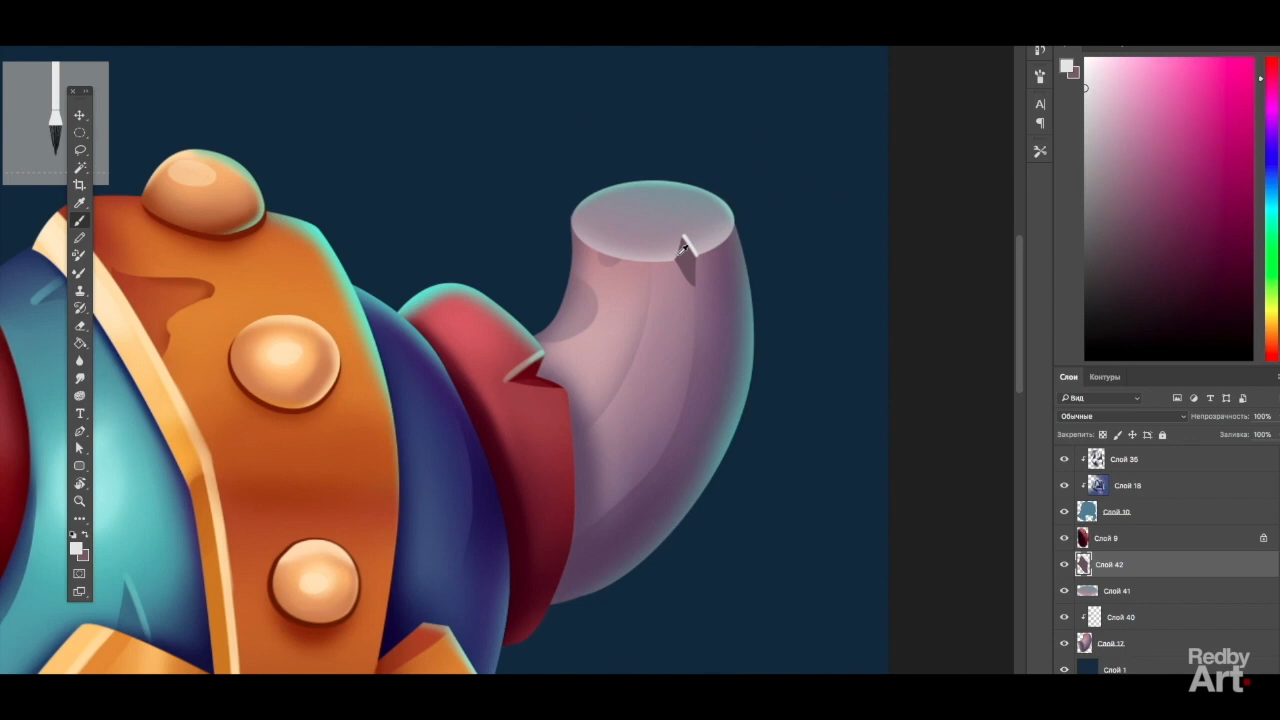 Слои Контуры
Вид
Обычные Непрозрачность: 100%
Закрепить: Заливка: 100%
Слой 35
Слой 18
Слой 10
Слой 9
Слой 42
Слой 41
Слой 40
Слой 17
Слой 1
Redby
Art